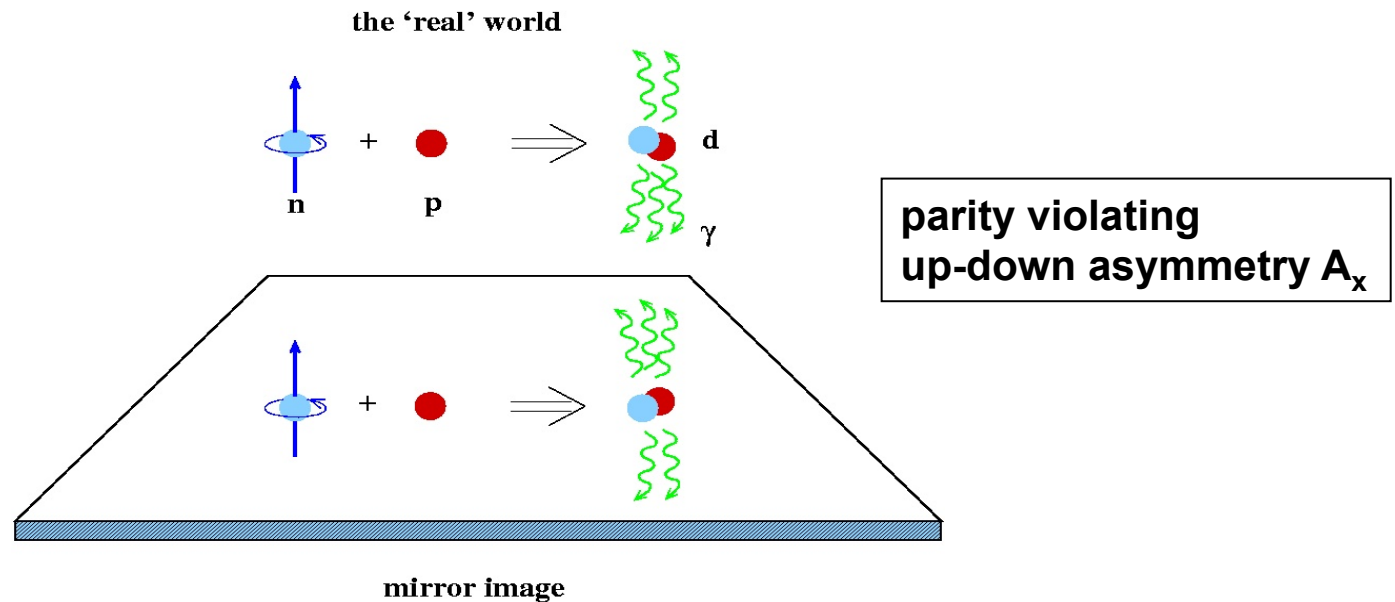 the ‘real’ world
+
d
n
p
γ
parity violating
up-down asymmetry Aₓ
+
mirror image